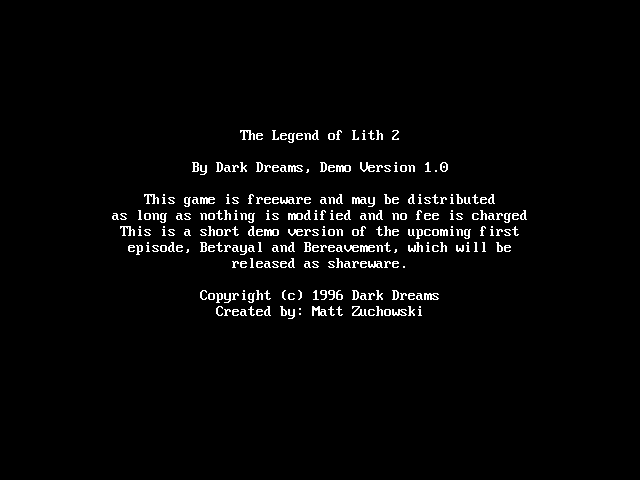 The Legend of Lith 2
By Dark Dreams, Demo Version 1.0
This game is freeware and may be distributed
as long as nothing is modified and no fee is charged
This is a short demo version of the upcoming first
episode, Betrayal and Bereavement, which will be
released as shareware.
Copyright (c) 1996 Dark Dreams
Created by: Matt Zuchowski